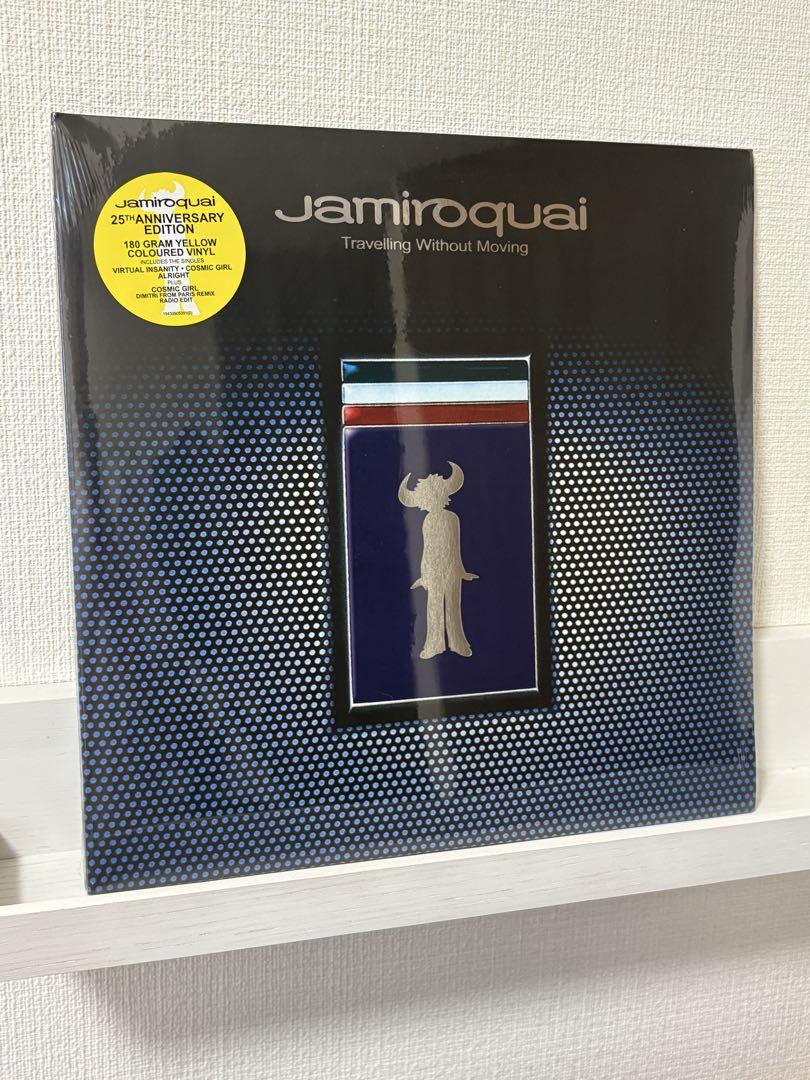 Jamiroquai
25TH ANNIVERSARY
EDITION
180 GRAM YELLOW
COLOURED VINYL
INCLUDES THE SINGLES
VIRTUAL INSANITY • COSMIC GIRL
ALRIGHT
PLUS
COSMIC GIRL
DIMITRI FROM PARIS REMIX
RADIO EDIT
Jamiroquai
Travelling Without Moving